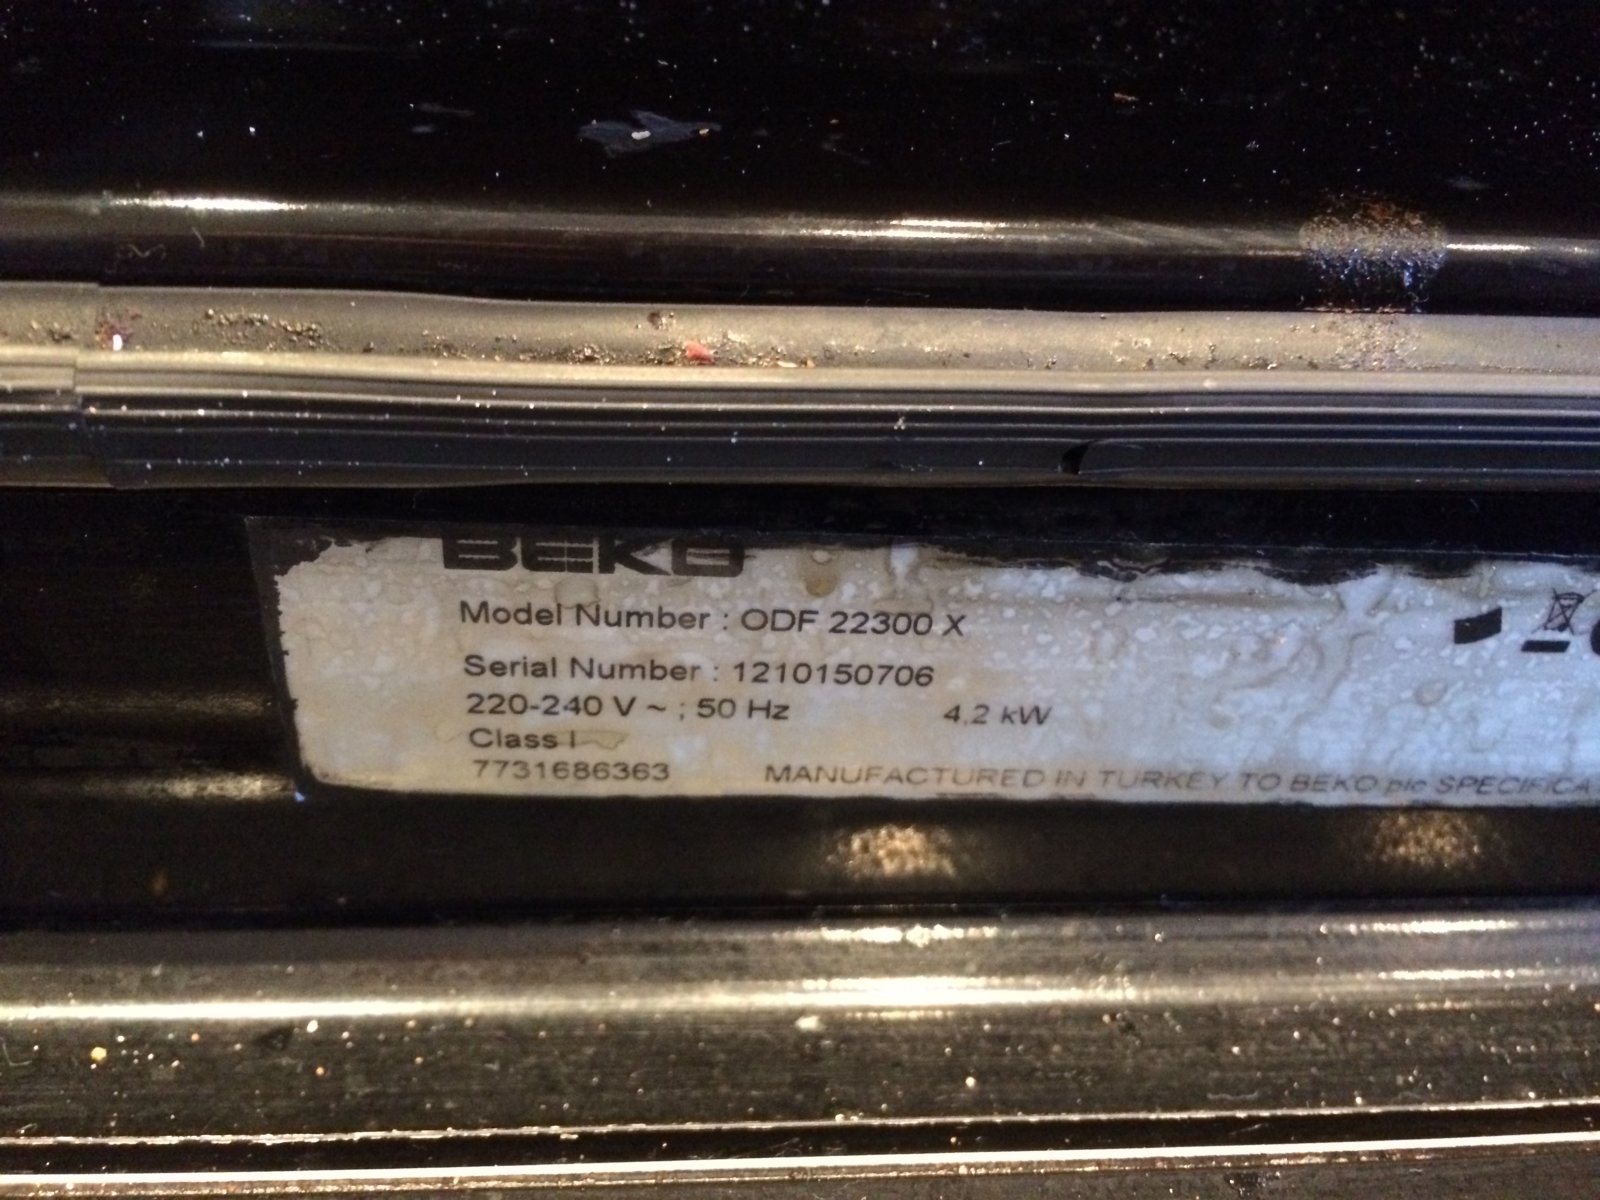 BEKO
Model Number : ODF 22300 X
Serial Number : 1210150706
220-240 V ~ ; 50 Hz 4.2 kW
Class I
7731686363 MANUFACTURED IN TURKEY TO BEKO plc SPECIFICA